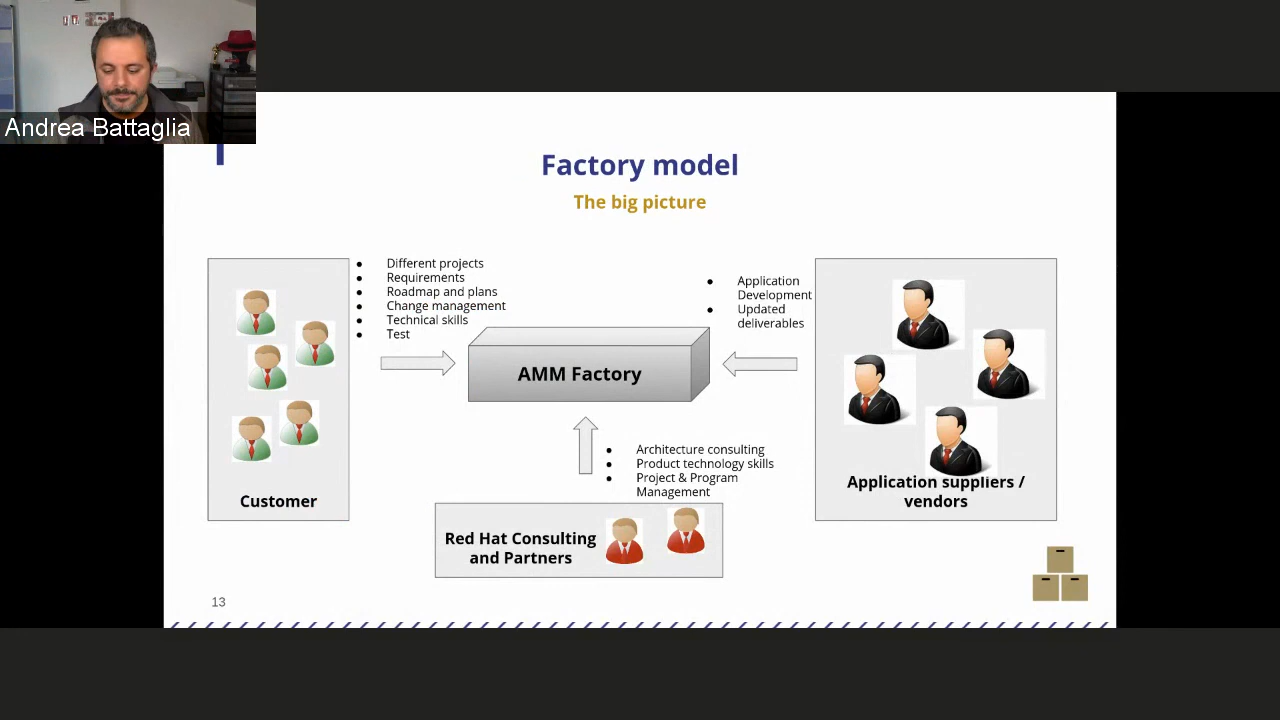 Andrea Battaglia
Factory model
The big picture
Different projects
Requirements
Roadmap and plans
Change management
Technical skills
Test
Application
Development
Updated
deliverables
AMM Factory
Architecture consulting
Product technology skills
Project & Program
Management
Customer
Application suppliers /
vendors
Red Hat Consulting
and Partners
13